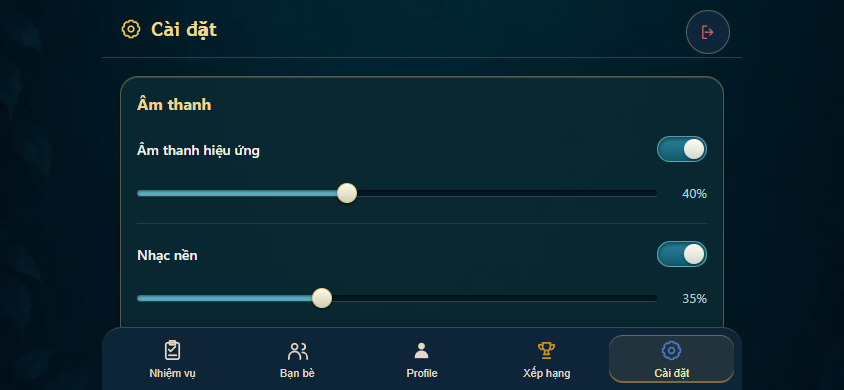 Cài đặt
Âm thanh
Âm thanh hiệu ứng
40%
Nhạc nền
35%
Nhiệm vụ
Bạn bè
Profile
Xếp hạng
Cài đặt